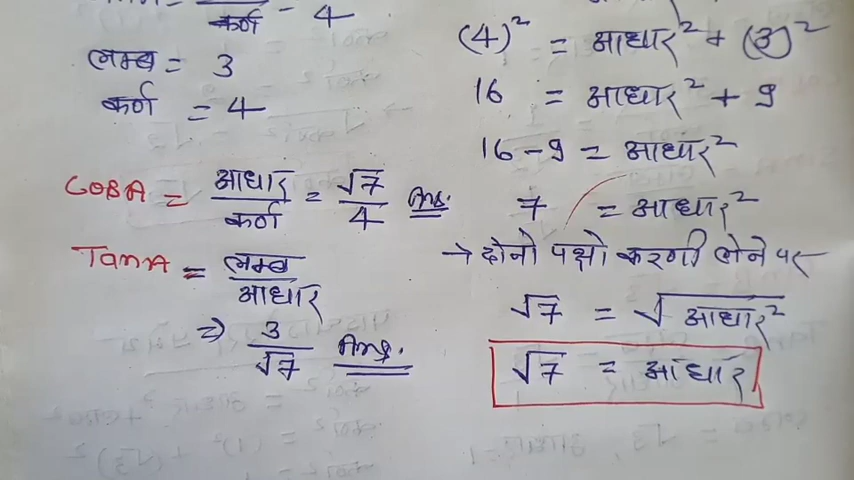 कर्ण 4
लम्ब = 3
कर्ण = 4
COSA = आधार/कर्ण = √7/4 Ans.
TanA = लम्ब/आधार
⇒ 3/√7 Ans.
(4)² = आधार² + (3)²
16 = आधार² + 9
16 - 9 = आधार²
7 = आधार²
→ दोनो पक्षो करणी लेने पर
√7 = √आधार²
√7 = आधार